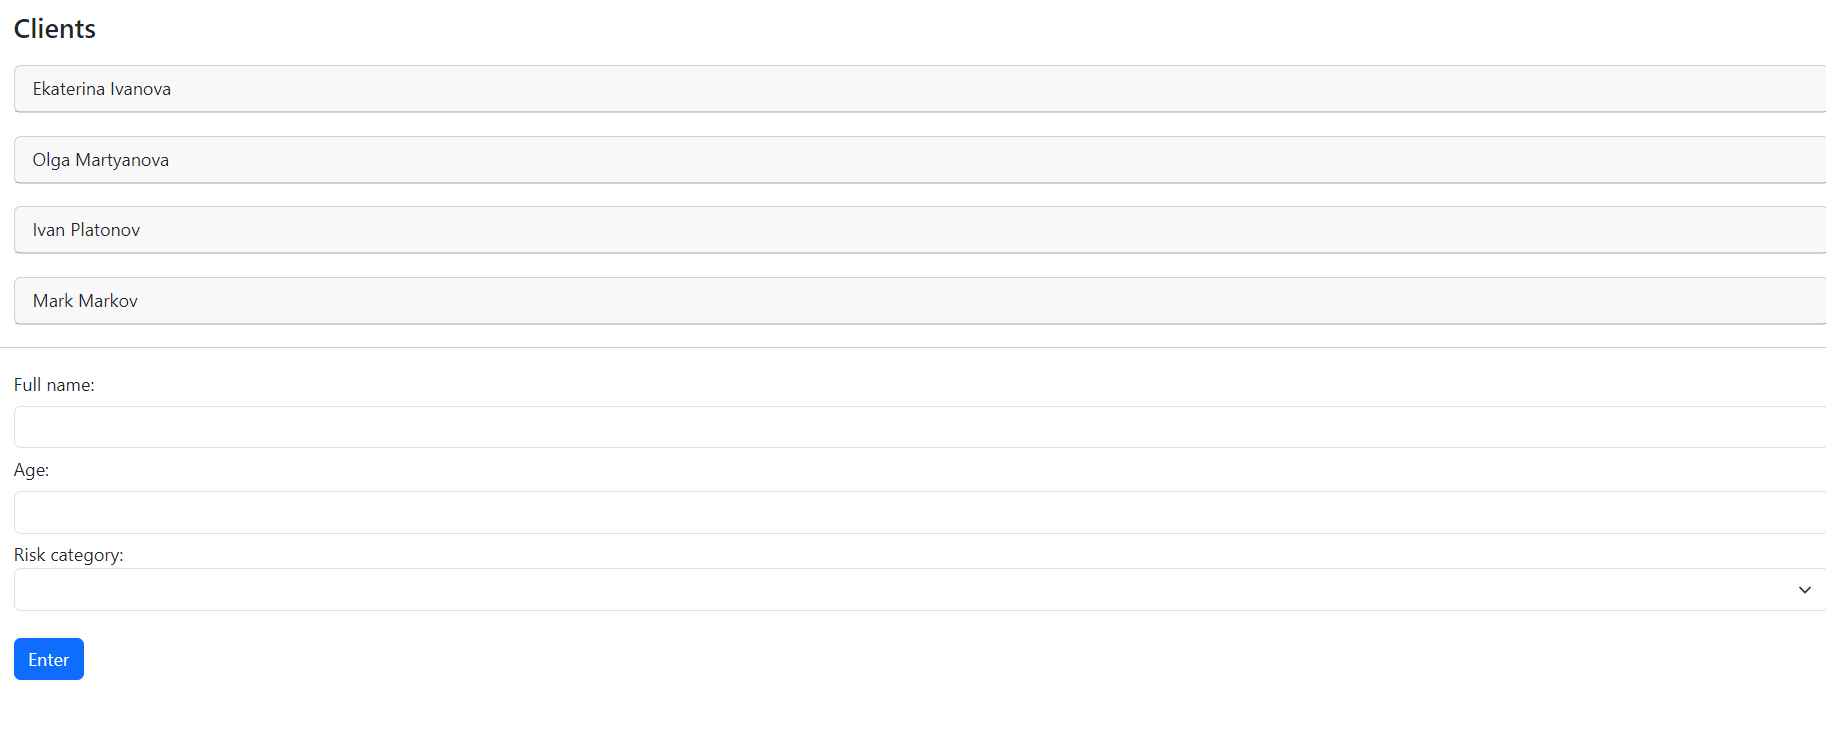 Clients
Ekaterina Ivanova
Olga Martyanova
Ivan Platonov
Mark Markov
Full name:
Age:
Risk category:
Enter